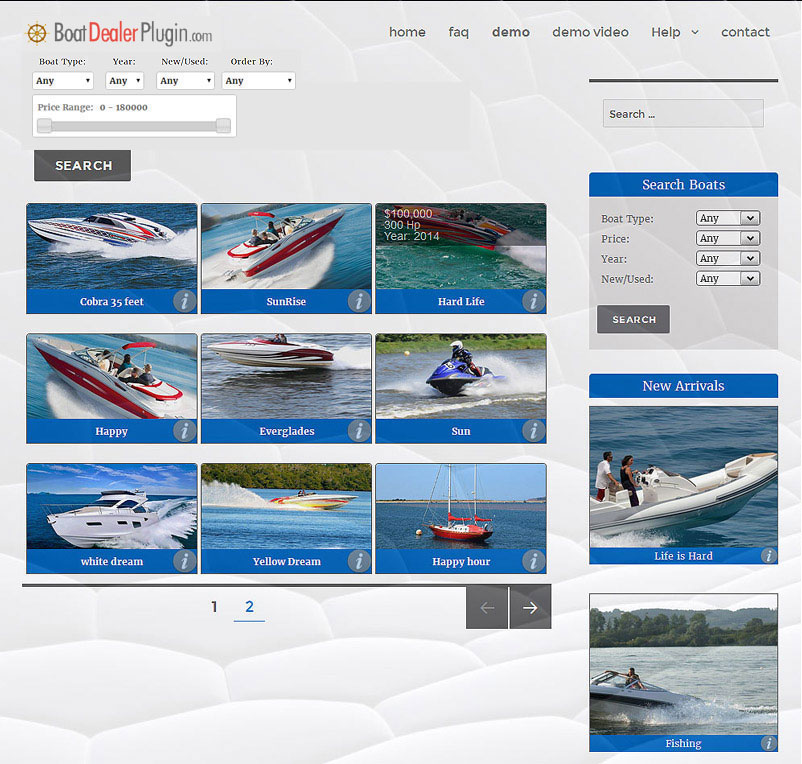 BoatDealerPlugin.com
home faq demo demo video Help contact
Boat Type: Year: New/Used: Order By:
Any Any Any Any
Price Range: 0 - 180000
SEARCH
Cobra 35 feet i SunRise i $100,000
300 Hp
Year: 2014
Hard Life i
Happy i Everglades i Sun i
white dream i Yellow Dream i Happy hour i
1 2 ← →
Search ...
Search Boats
Boat Type: Any
Price: Any
Year: Any
New/Used: Any
SEARCH
New Arrivals
Life is Hard i
Fishing i